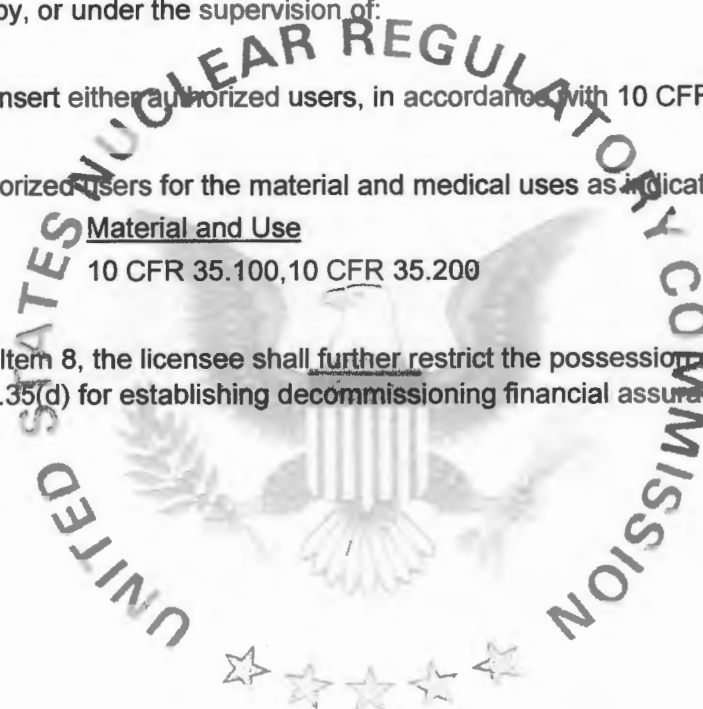 by, or under the supervision of:
nsert either authorized users, in accordance with 10 CFR
orized users for the material and medical uses as indicat
Material and Use
10 CFR 35.100,10 CFR 35.200
Item 8, the licensee shall further restrict the possession
.35(d) for establishing decommissioning financial assura
UNITED STATES NUCLEAR REGULATORY COMMISSION